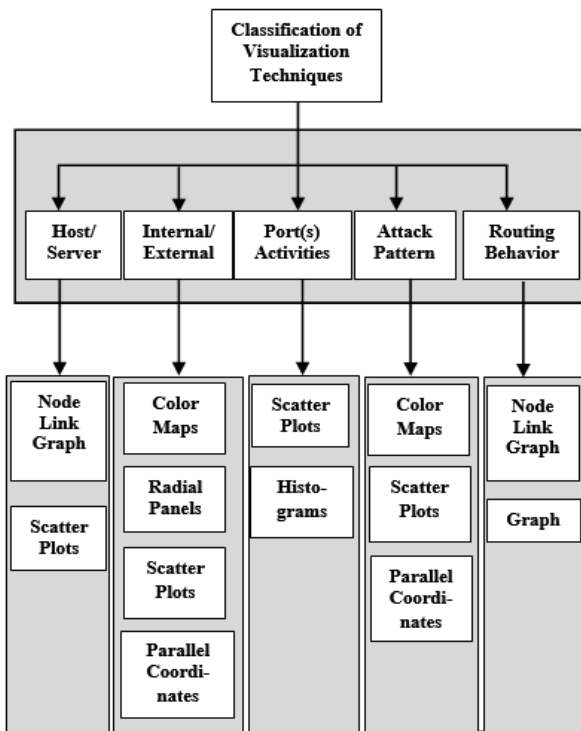 Classification of
Visualization
Techniques
Host/
Server
Internal/
External
Port(s)
Activities
Attack
Pattern
Routing
Behavior
Node
Link
Graph
Scatter
Plots
Color
Maps
Radial
Panels
Scatter
Plots
Parallel
Coordi-
nates
Scatter
Plots
Histo-
grams
Color
Maps
Scatter
Plots
Parallel
Coordi-
nates
Node
Link
Graph
Graph